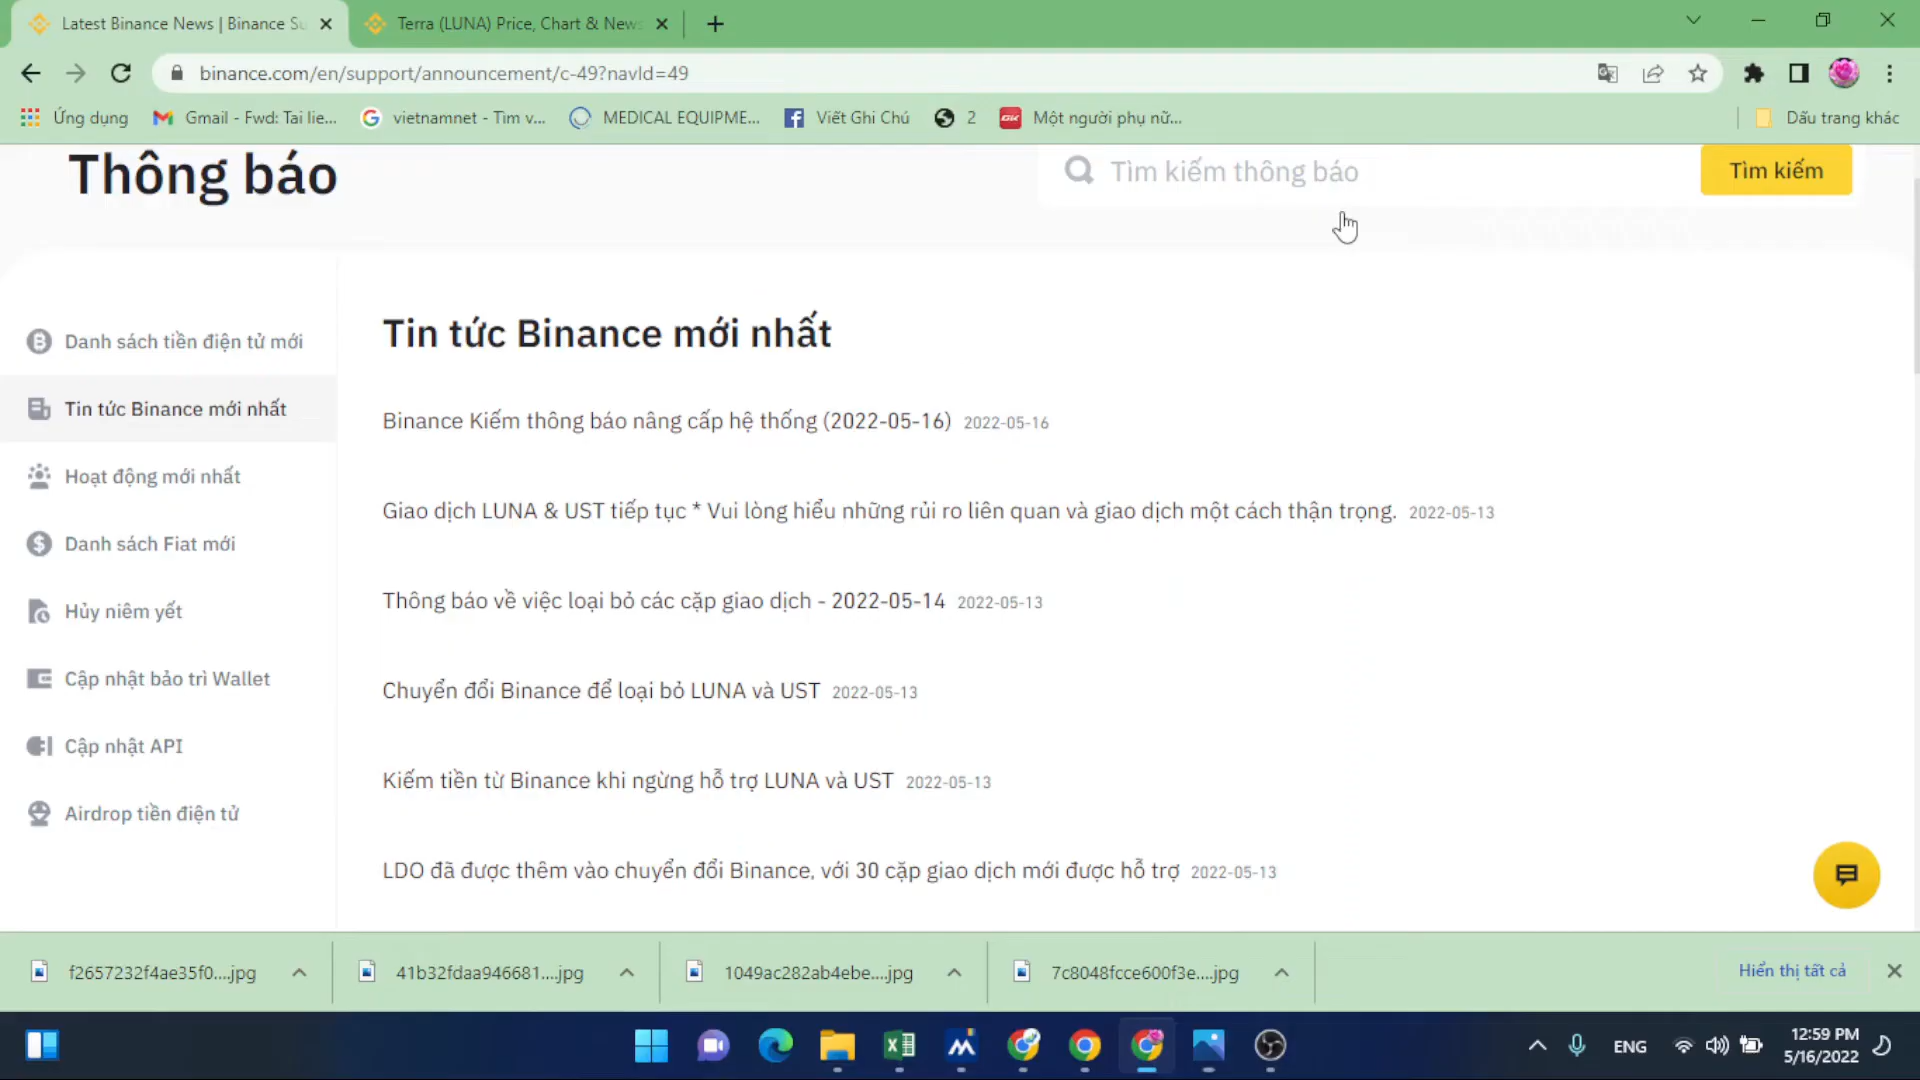 Latest Binance News | Binance Su
Terra (LUNA) Price, Chart & News
binance.com/en/support/announcement/c-49?navId=49
Ứng dụng
Gmail - Fwd: Tai lie...
vietnamnet - Tìm v...
MEDICAL EQUIPME...
Viết Ghi Chú
2
Một người phụ nữ...
Dấu trang khác
Thông báo
Tìm kiếm thông báo
Tìm kiếm
Danh sách tiền điện tử mới
Tin tức Binance mới nhất
Hoạt động mới nhất
Danh sách Fiat mới
Hủy niêm yết
Cập nhật bảo trì Wallet
Cập nhật API
Airdrop tiền điện tử
Tin tức Binance mới nhất
Binance Kiếm thông báo nâng cấp hệ thống (2022-05-16) 2022-05-16
Giao dịch LUNA & UST tiếp tục * Vui lòng hiểu những rủi ro liên quan và giao dịch một cách thận trọng. 2022-05-13
Thông báo về việc loại bỏ các cặp giao dịch - 2022-05-14 2022-05-13
Chuyển đổi Binance để loại bỏ LUNA và UST 2022-05-13
Kiếm tiền từ Binance khi ngừng hỗ trợ LUNA và UST 2022-05-13
LDO đã được thêm vào chuyển đổi Binance, với 30 cặp giao dịch mới được hỗ trợ 2022-05-13
f2657232f4ae35f0....jpg
41b32fdaa946681....jpg
1049ac282ab4ebe....jpg
7c8048fcce600f3e....jpg
Hiển thị tất cả
ENG
12:59 PM
5/16/2022